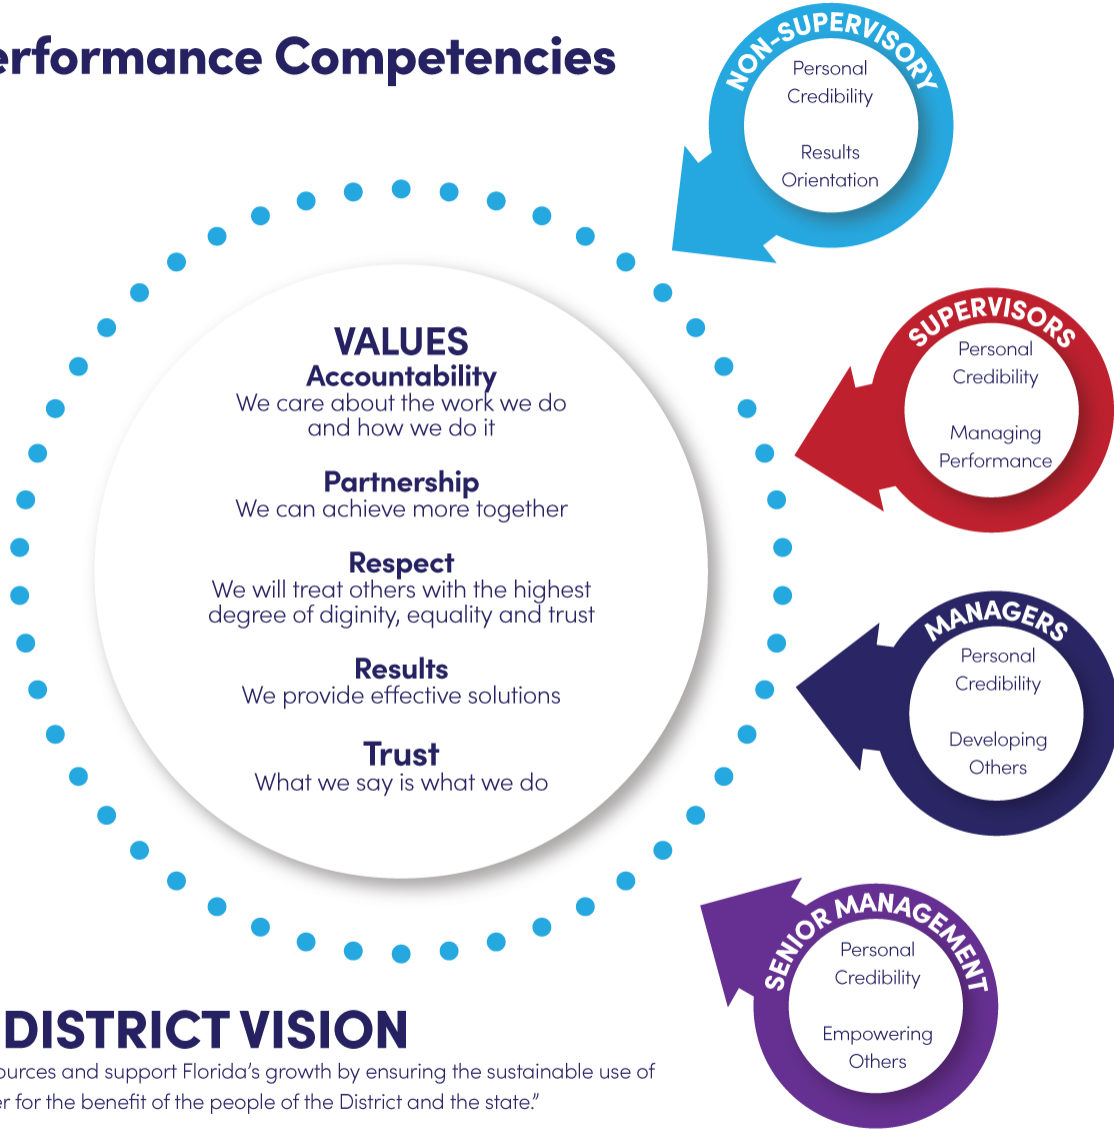 erformance Competencies
NON-SUPERVISORY
Personal
Credibility
Results
Orientation
SUPERVISORS
Personal
Credibility
Managing
Performance
VALUES
Accountability
We care about the work we do
and how we do it
Partnership
We can achieve more together
Respect
We will treat others with the highest
degree of diginity, equality and trust
Results
We provide effective solutions
Trust
What we say is what we do
MANAGERS
Personal
Credibility
Developing
Others
SENIOR MANAGEMENT
Personal
Credibility
Empowering
Others
DISTRICT VISION
ources and support Florida’s growth by ensuring the sustainable use of
er for the benefit of the people of the District and the state.”